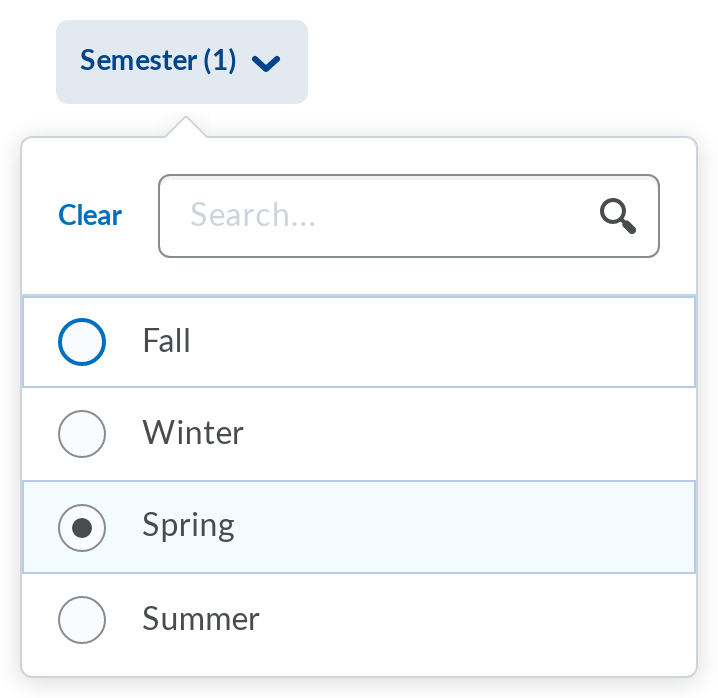 Semester (1)
Clear
Search...
Fall
Winter
Spring
Summer